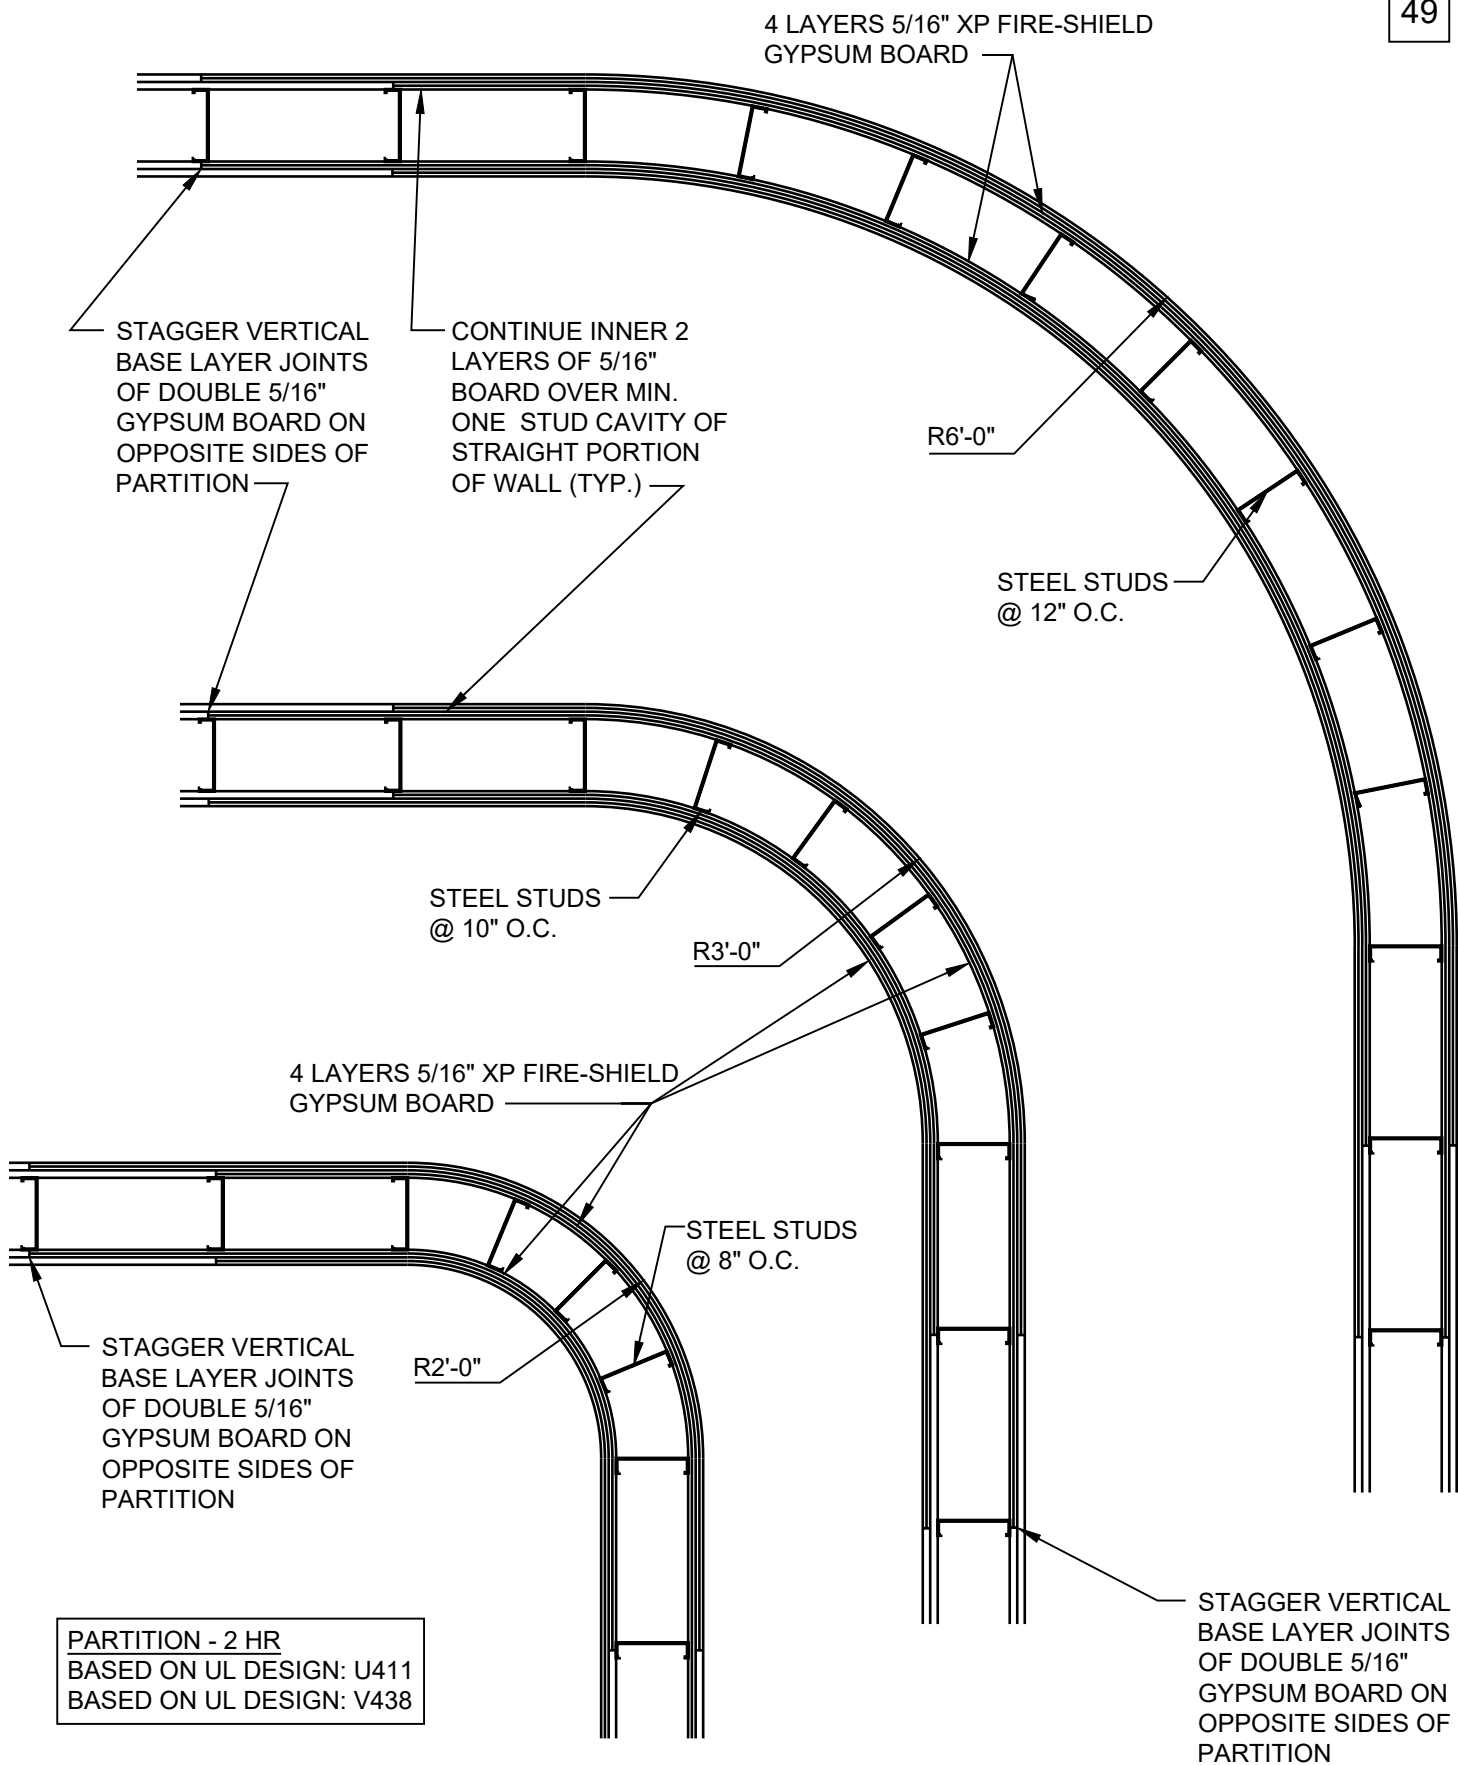 49
4 LAYERS 5/16" XP FIRE-SHIELD
GYPSUM BOARD
STAGGER VERTICAL
BASE LAYER JOINTS
OF DOUBLE 5/16"
GYPSUM BOARD ON
OPPOSITE SIDES OF
PARTITION
CONTINUE INNER 2
LAYERS OF 5/16"
BOARD OVER MIN.
ONE STUD CAVITY OF
STRAIGHT PORTION
OF WALL (TYP.)
R6'-0"
STEEL STUDS
@ 12" O.C.
STEEL STUDS
@ 10" O.C.
R3'-0"
4 LAYERS 5/16" XP FIRE-SHIELD
GYPSUM BOARD
STEEL STUDS
@ 8" O.C.
R2'-0"
STAGGER VERTICAL
BASE LAYER JOINTS
OF DOUBLE 5/16"
GYPSUM BOARD ON
OPPOSITE SIDES OF
PARTITION
STAGGER VERTICAL
BASE LAYER JOINTS
OF DOUBLE 5/16"
GYPSUM BOARD ON
OPPOSITE SIDES OF
PARTITION
PARTITION - 2 HR
BASED ON UL DESIGN: U411
BASED ON UL DESIGN: V438